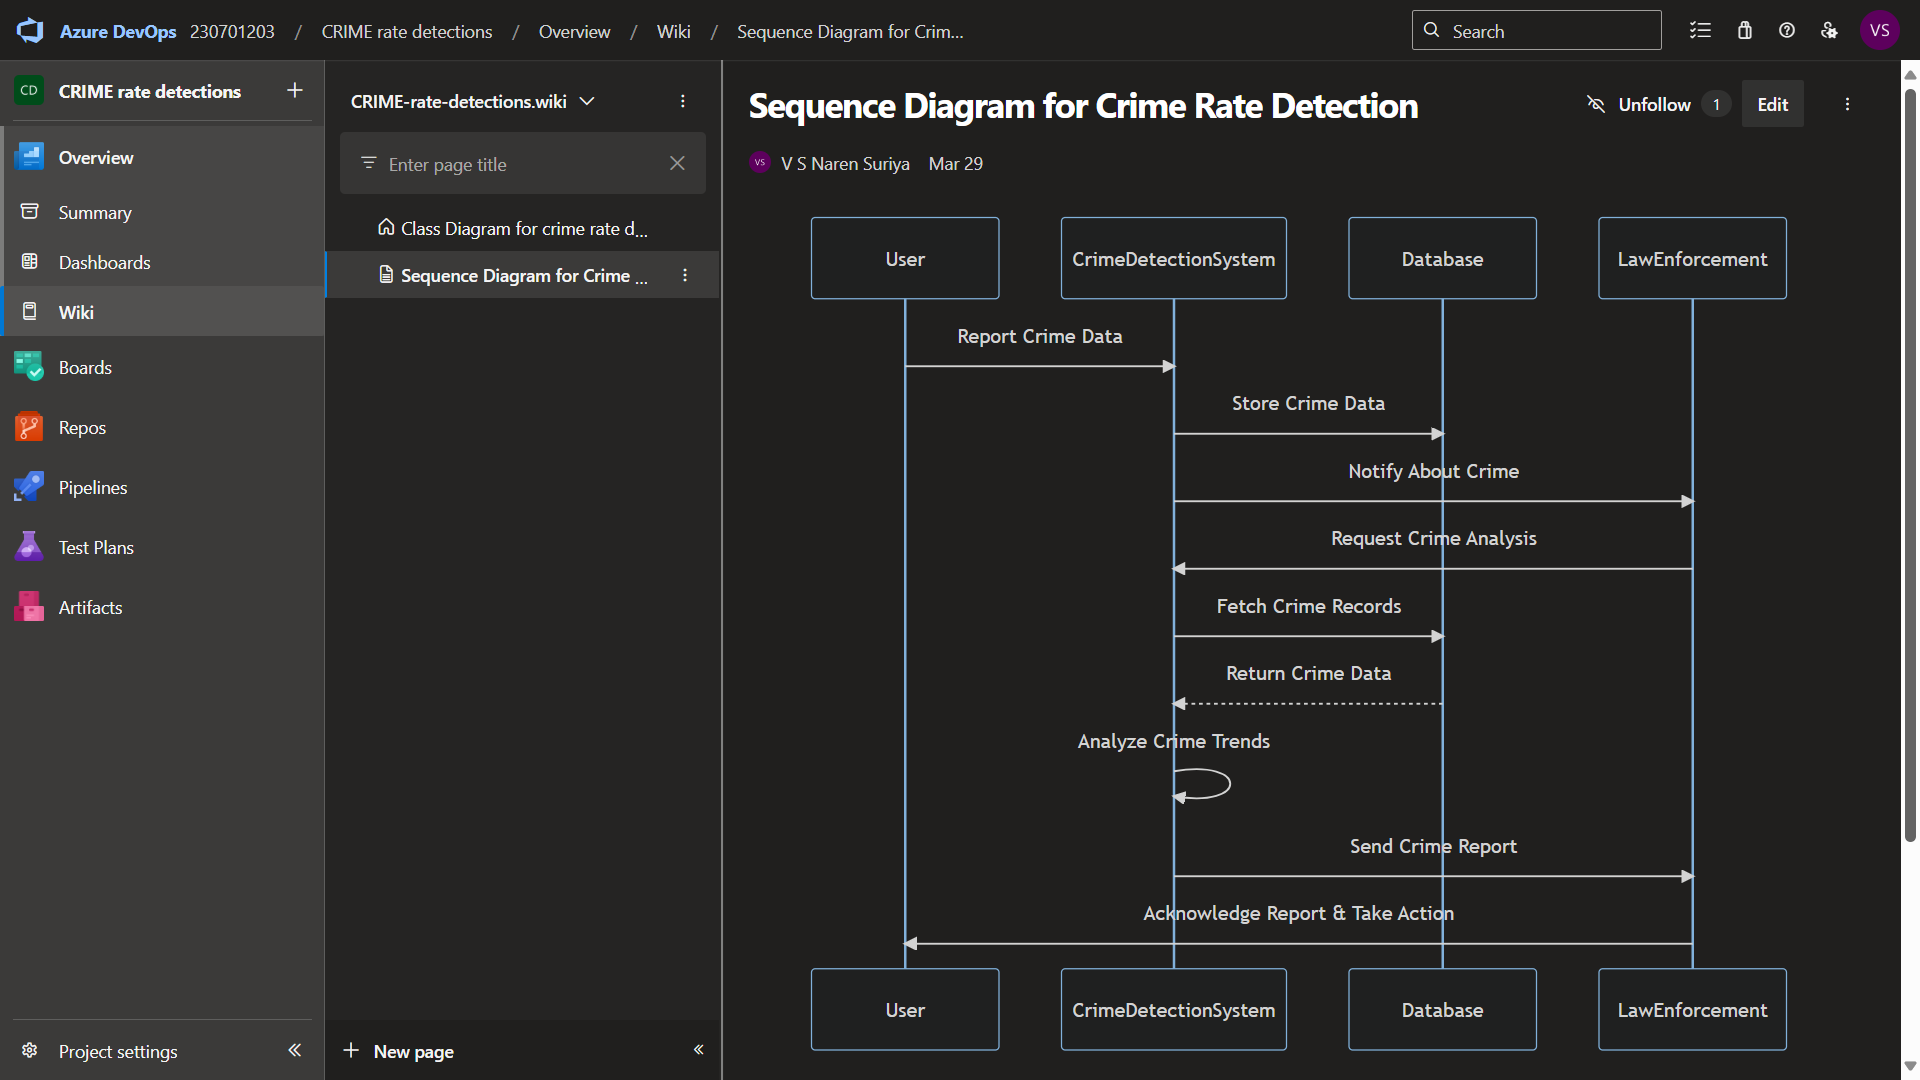 Azure DevOps 230701203 / CRIME rate detections / Overview / Wiki / Sequence Diagram for Crim...
Search
VS
CD CRIME rate detections
Overview
Summary
Dashboards
Wiki
Boards
Repos
Pipelines
Test Plans
Artifacts
Project settings
CRIME-rate-detections.wiki
Enter page title
Class Diagram for crime rate d...
Sequence Diagram for Crime ...
New page
Sequence Diagram for Crime Rate Detection
Unfollow 1 Edit
VS V S Naren Suriya Mar 29
User CrimeDetectionSystem Database LawEnforcement
Report Crime Data
Store Crime Data
Notify About Crime
Request Crime Analysis
Fetch Crime Records
Return Crime Data
Analyze Crime Trends
Send Crime Report
Acknowledge Report & Take Action
User CrimeDetectionSystem Database LawEnforcement